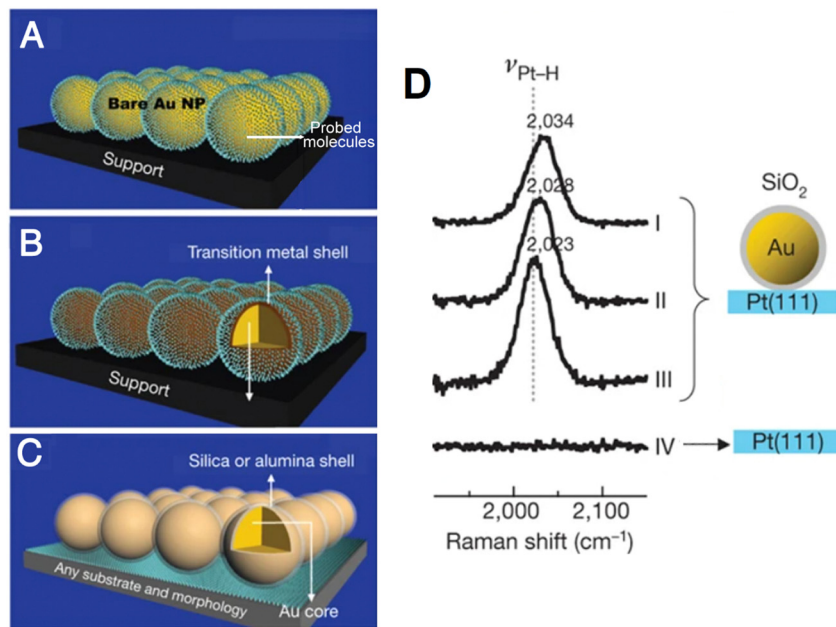 A
Bare Au NP
Probed
molecules
Support
B
Transition metal shell
Support
C
Silica or alumina shell
Any substrate and morphology
Au core
D
νPt–H
2,034
I
2,028
II
2,023
III
IV
2,000
2,100
Raman shift (cm⁻¹)
SiO₂
Au
Pt(111)
Pt(111)